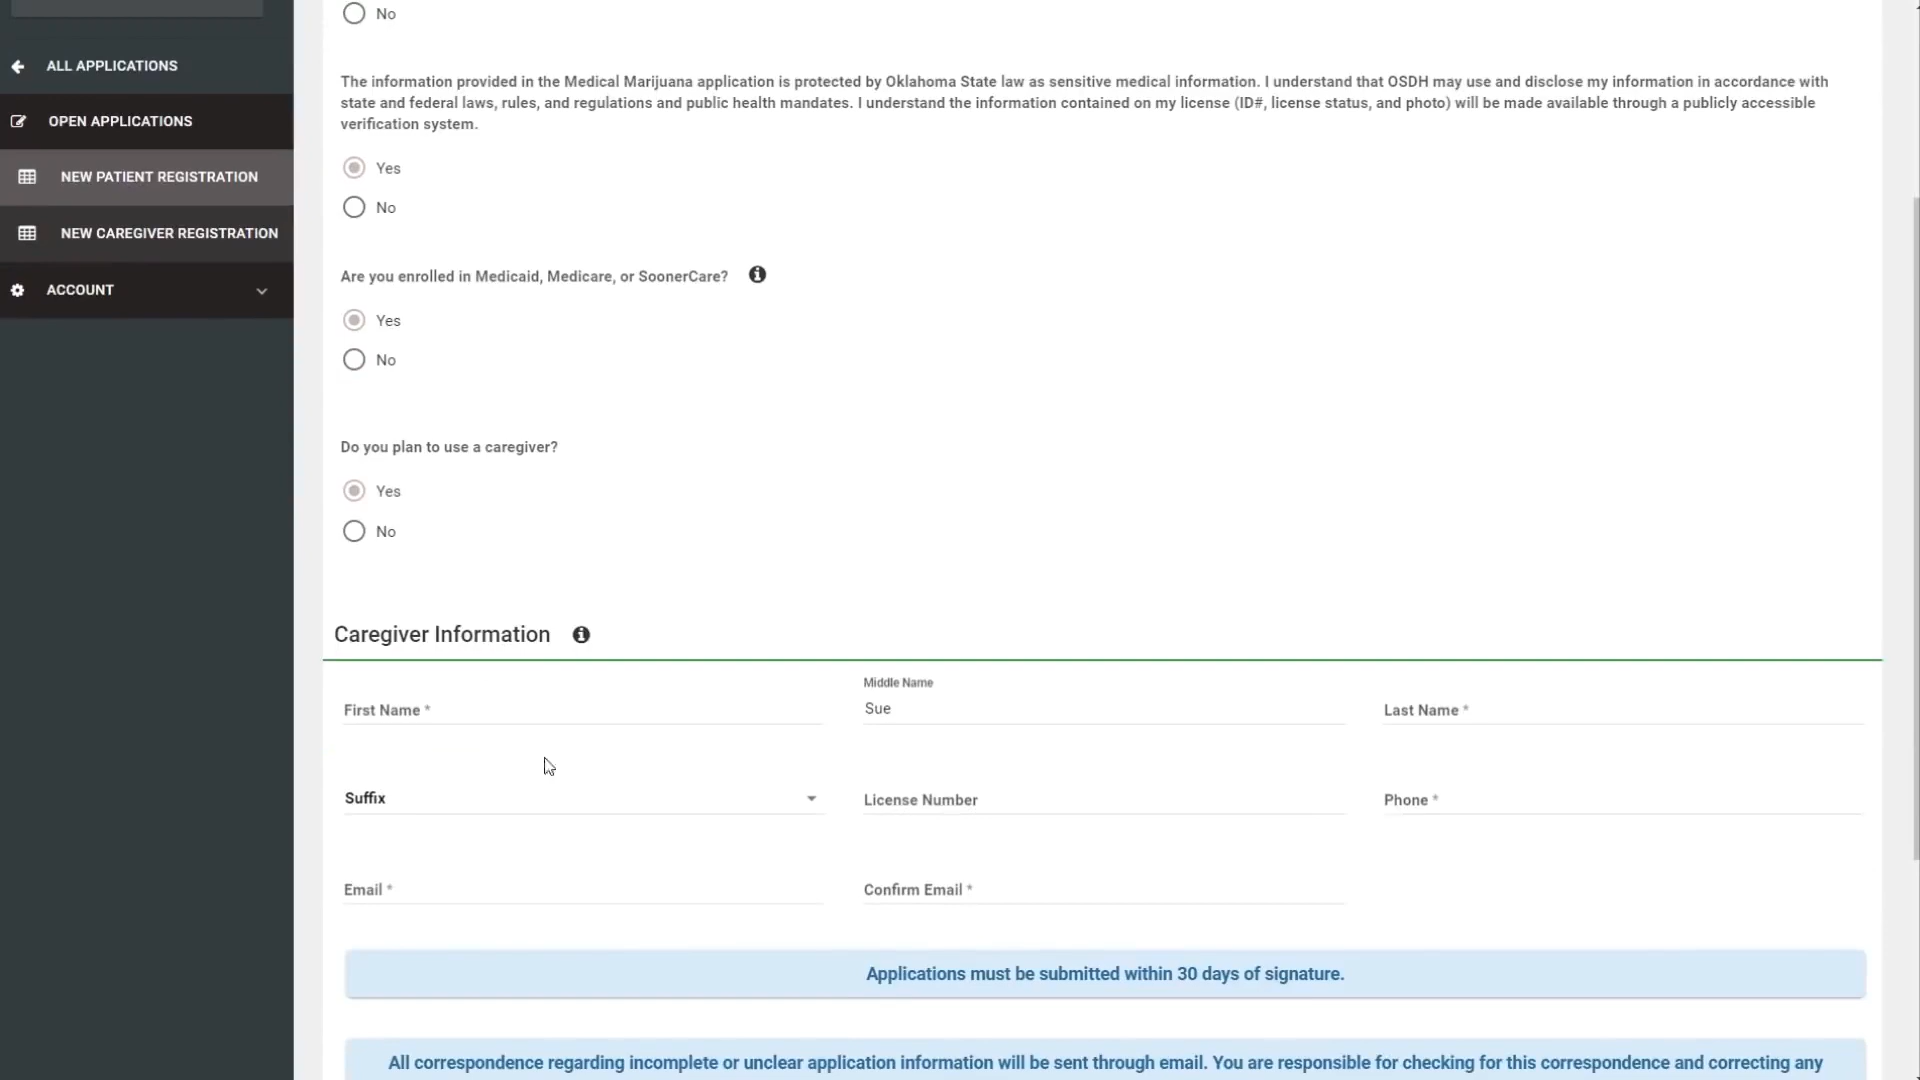 No
ALL APPLICATIONS
OPEN APPLICATIONS
NEW PATIENT REGISTRATION
NEW CAREGIVER REGISTRATION
ACCOUNT
The information provided in the Medical Marijuana application is protected by Oklahoma State law as sensitive medical information. I understand that OSDH may use and disclose my information in accordance with
state and federal laws, rules, and regulations and public health mandates. I understand the information contained on my license (ID#, license status, and photo) will be made available through a publicly accessible
verification system.
Yes
No
Are you enrolled in Medicaid, Medicare, or SoonerCare?
Yes
No
Do you plan to use a caregiver?
Yes
No
Caregiver Information
First Name *
Middle Name
Sue
Last Name *
Suffix
License Number
Phone *
Email *
Confirm Email *
Applications must be submitted within 30 days of signature.
All correspondence regarding incomplete or unclear application information will be sent through email. You are responsible for checking for this correspondence and correcting any